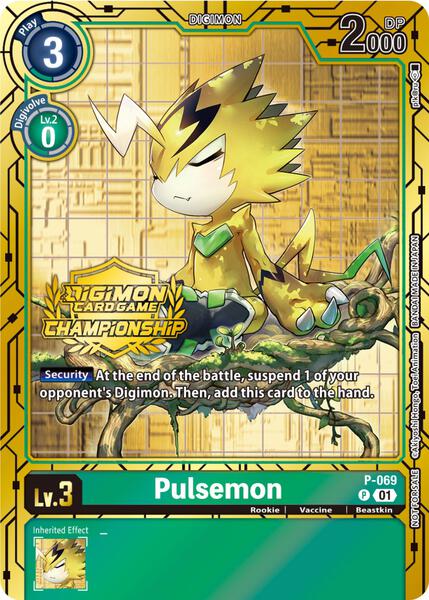 Play
3
DIGIMON
DP
2000
Digivolve
Lv.2
0
DIGIMON
CARD GAME
CHAMPIONSHIP
Security At the end of the battle, suspend 1 of your
opponent's Digimon. Then, add this card to the hand.
NOT FOR SALE ©Akiyoshi Hongo, Toei Animation BANDAI MADE IN JAPAN
Lv.3
Pulsemon
P-069
P 01
Rookie | Vaccine | Beastkin
Inherited Effect
–